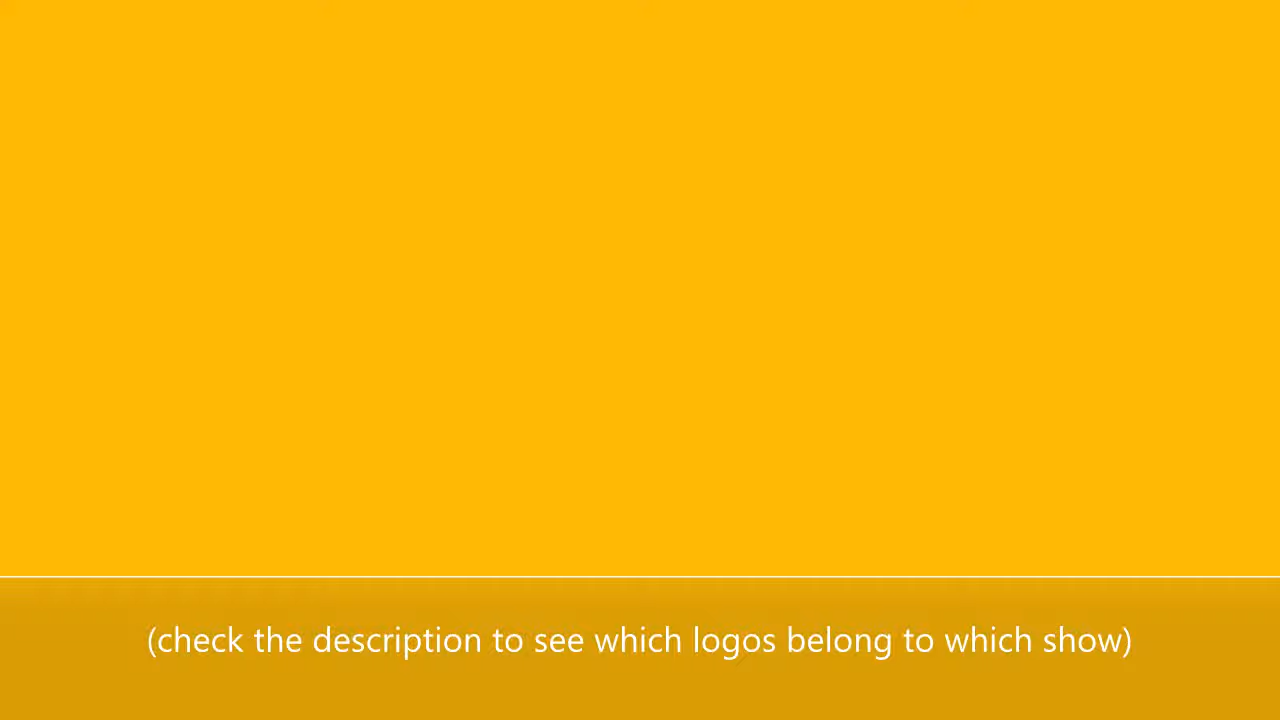 (check the description to see which logos belong to which show)